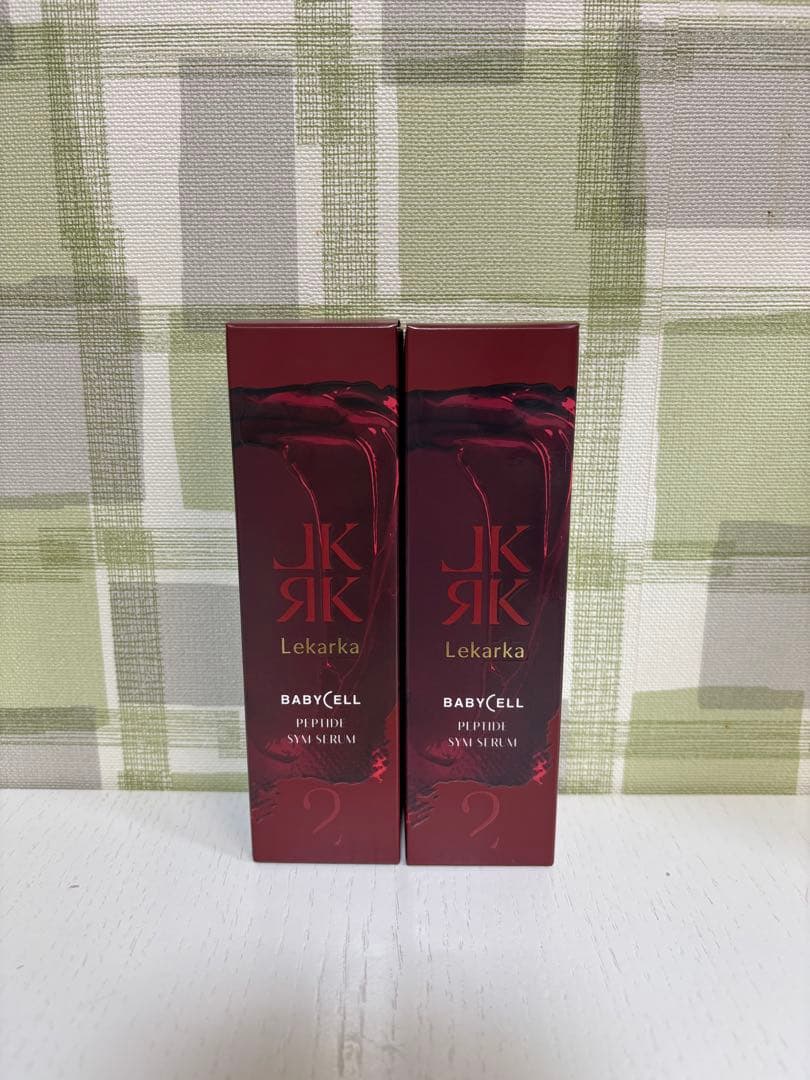 LK
RK
Lekarka
BABYCELL
PEPTIDE
SYM SERUM
2
LK
RK
Lekarka
BABYCELL
PEPTIDE
SYM SERUM
2